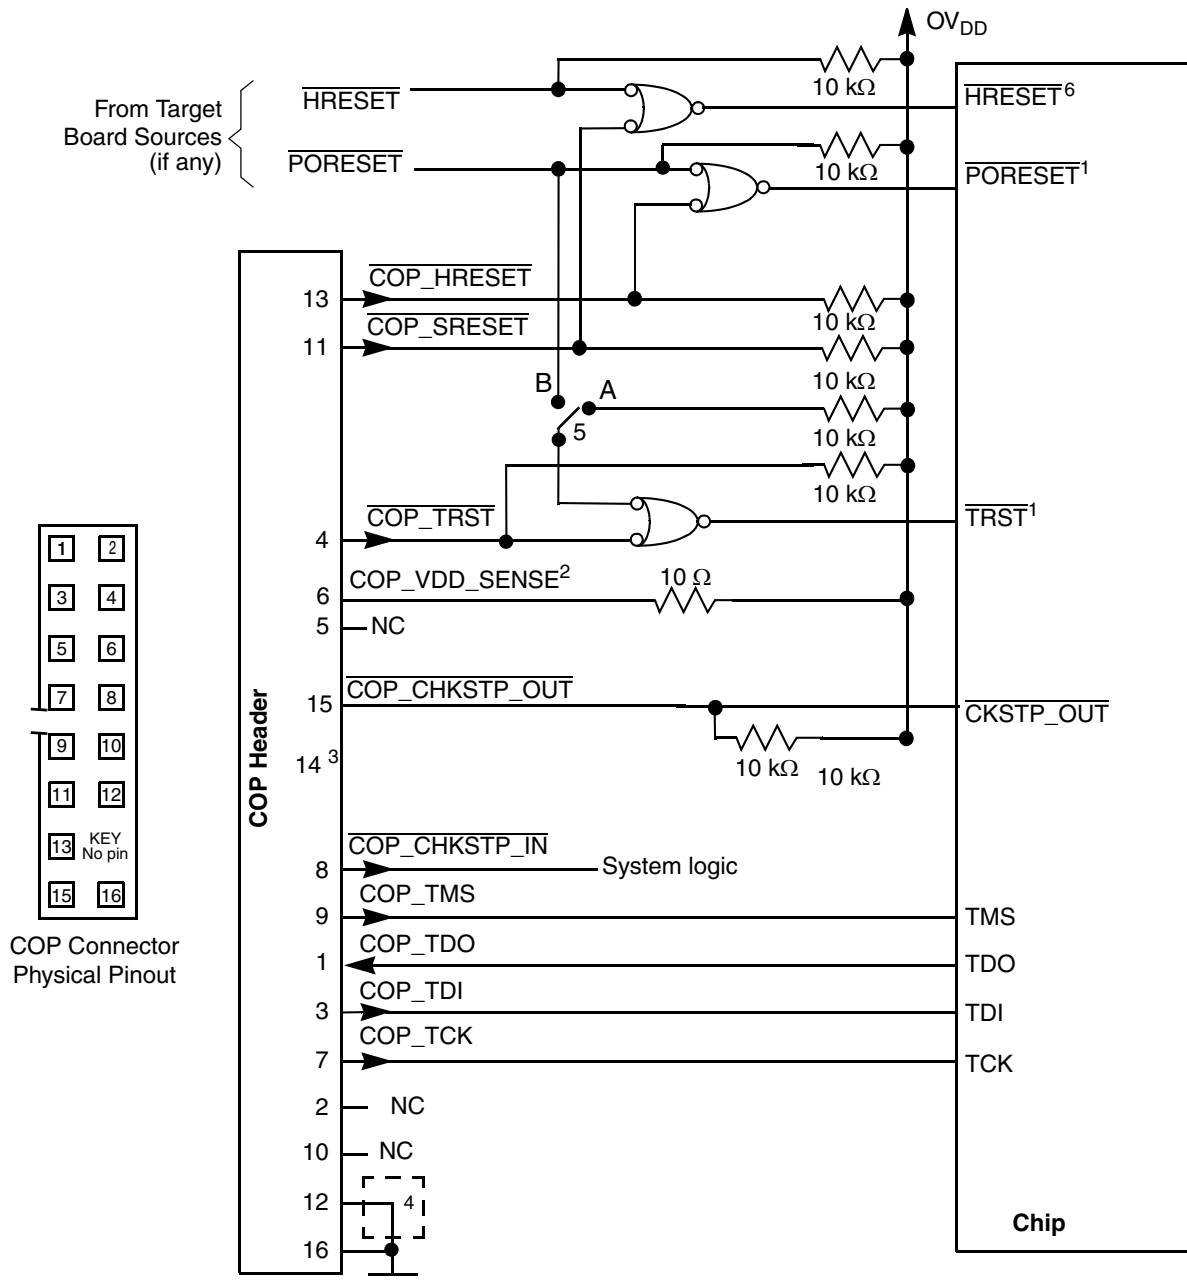 OVDD
10 kΩ
From Target
Board Sources
(if any)
HRESET
HRESET6
PORESET
10 kΩ
PORESET1
13
COP_HRESET
10 kΩ
11
COP_SRESET
10 kΩ
B
A
5
10 kΩ
10 kΩ
4
COP_TRST
TRST1
6
COP_VDD_SENSE2
10 Ω
5
NC
15
COP_CHKSTP_OUT
CKSTP_OUT
10 kΩ
10 kΩ
14 3
COP Header
8
COP_CHKSTP_IN
System logic
9
COP_TMS
TMS
1
COP_TDO
TDO
3
COP_TDI
TDI
7
COP_TCK
TCK
2
NC
10
NC
12
4
16
Chip
1 2
3 4
5 6
7 8
9 10
11 12
13 KEY
No pin
15 16
COP Connector
Physical Pinout